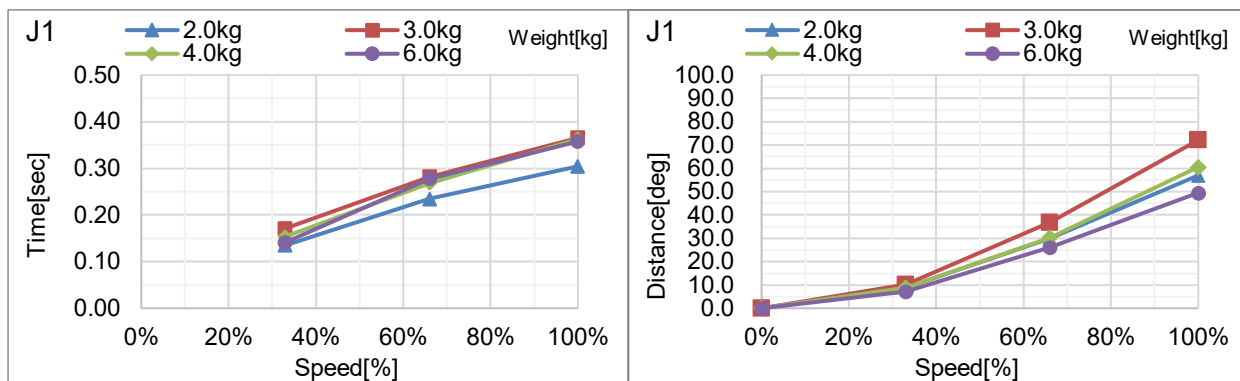 J1
2.0kg 3.0kg
4.0kg 6.0kg
Weight[kg]
0.50
0.40
0.30
0.20
0.10
0.00
Time[sec]
0% 20% 40% 60% 80% 100%
Speed[%]
J1
2.0kg 3.0kg
4.0kg 6.0kg
Weight[kg]
100.0
90.0
80.0
70.0
60.0
50.0
40.0
30.0
20.0
10.0
0.0
Distance[deg]
0% 20% 40% 60% 80% 100%
Speed[%]